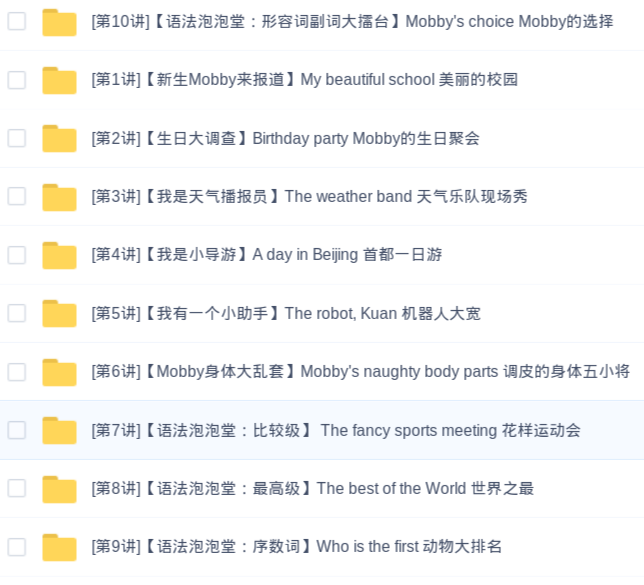 [第10讲]【语法泡泡堂：形容词副词大擂台】Mobby's choice Mobby的选择
[第1讲]【新生Mobby来报道】My beautiful school 美丽的校园
[第2讲]【生日大调查】Birthday party Mobby的生日聚会
[第3讲]【我是天气播报员】The weather band 天气乐队现场秀
[第4讲]【我是小导游】A day in Beijing 首都一日游
[第5讲]【我有一个小助手】The robot, Kuan 机器人大宽
[第6讲]【Mobby身体大乱套】Mobby's naughty body parts 调皮的身体五小将
[第7讲]【语法泡泡堂：比较级】 The fancy sports meeting 花样运动会
[第8讲]【语法泡泡堂：最高级】The best of the World 世界之最
[第9讲]【语法泡泡堂：序数词】Who is the first 动物大排名